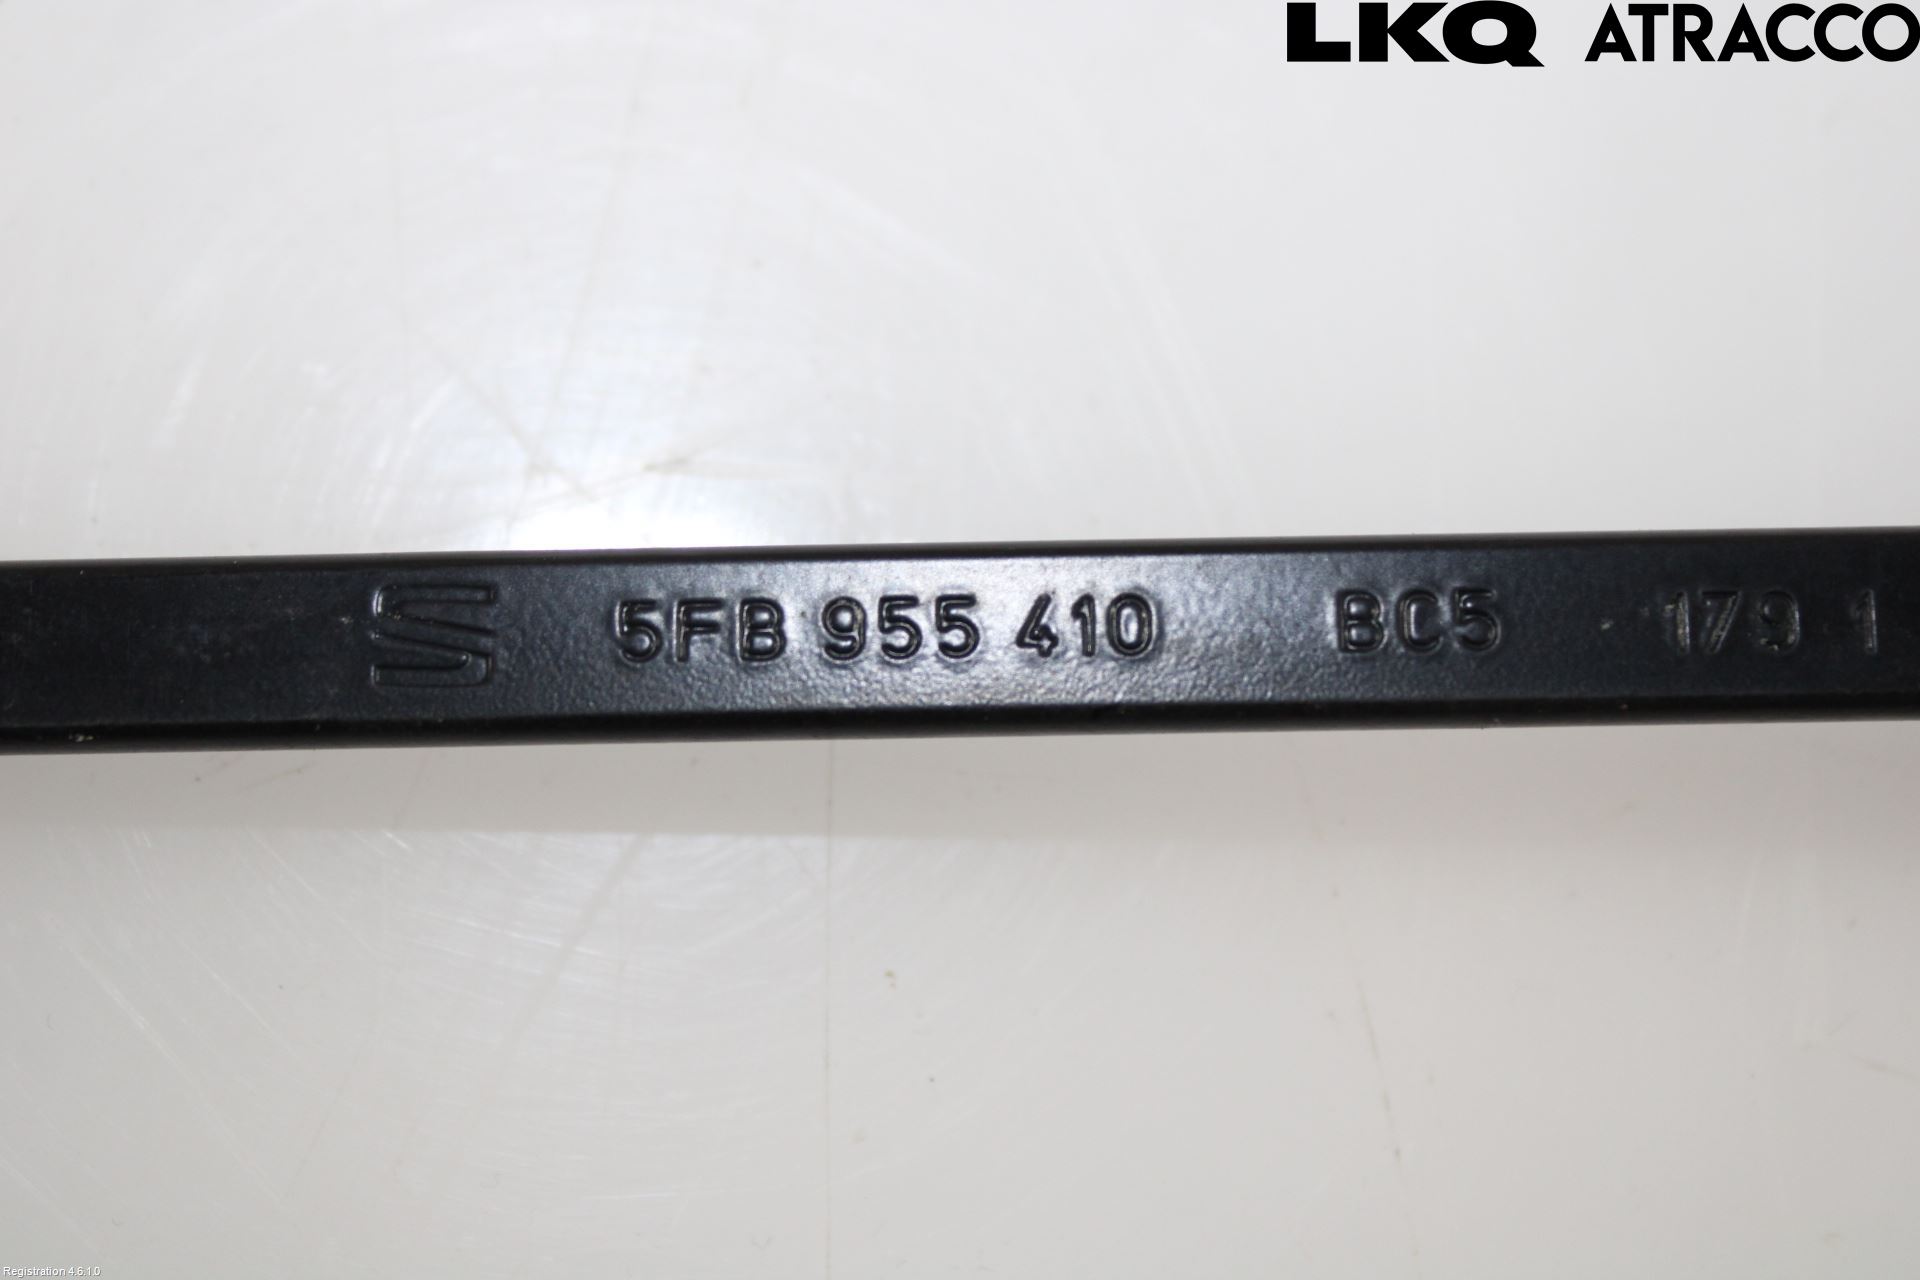 LKQ ATRACCO
5FB 955 410 BC5 179 1
Registration 4.6.1.0